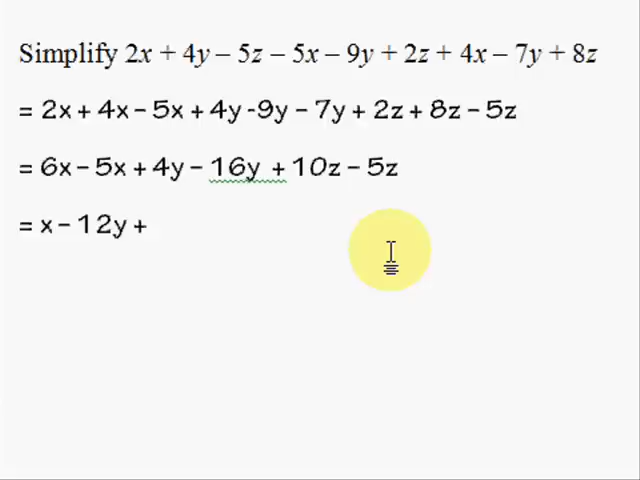 Simplify 2x + 4y – 5z – 5x – 9y + 2z + 4x – 7y + 8z
= 2x + 4x – 5x + 4y -9y – 7y + 2z + 8z – 5z
= 6x – 5x + 4y – 16y + 10z – 5z
= x – 12y +